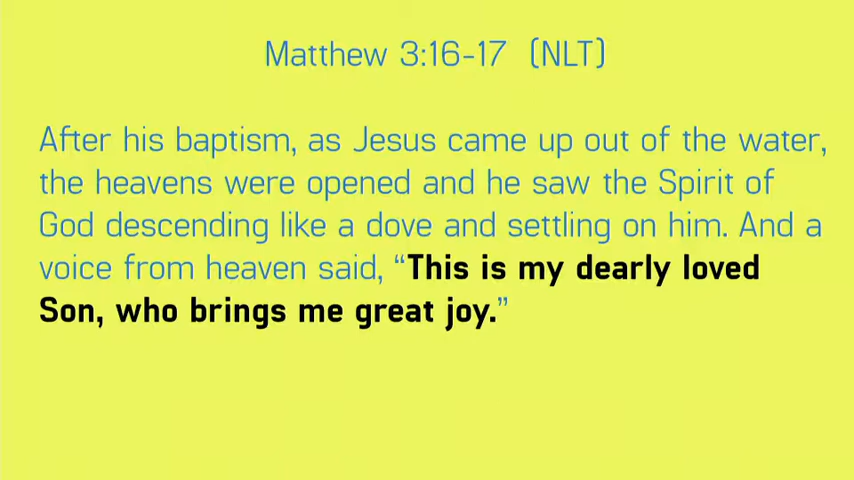 Matthew 3:16-17 (NLT)
After his baptism, as Jesus came up out of the water,
the heavens were opened and he saw the Spirit of
God descending like a dove and settling on him. And a
voice from heaven said, “This is my dearly loved
Son, who brings me great joy.”